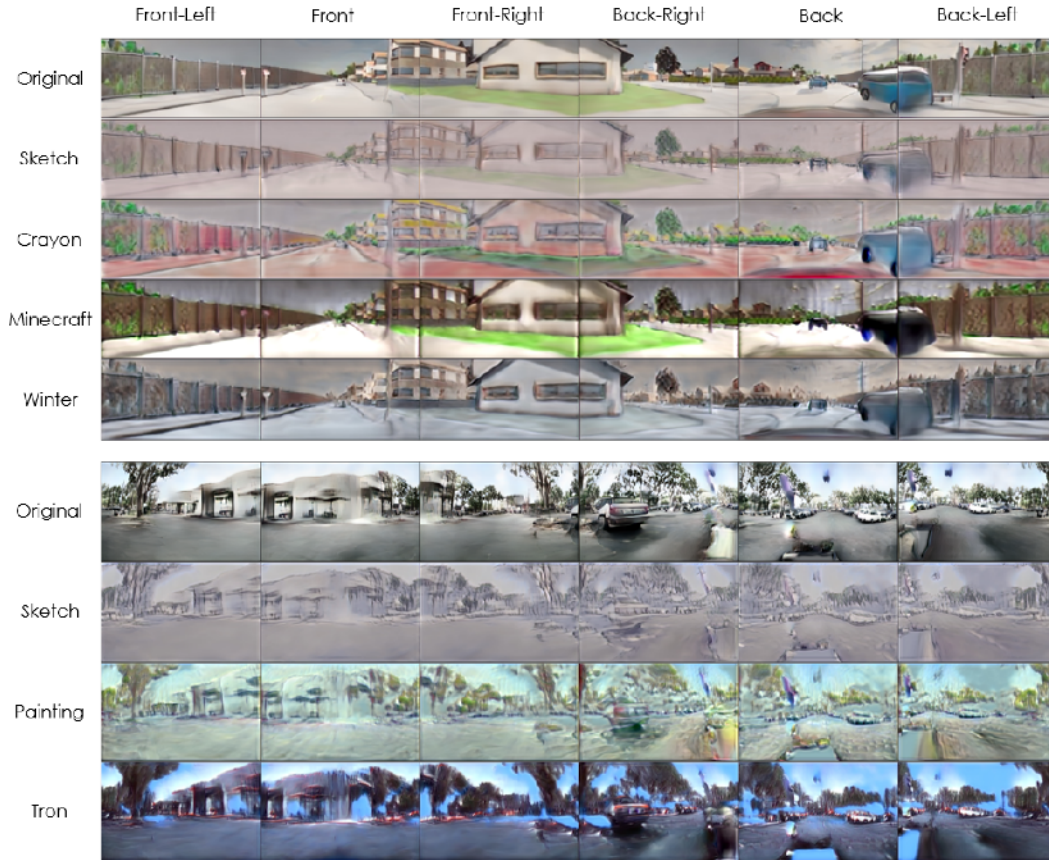 Front-Left Front Front-Right Back-Right Back Back-Left
Original
Sketch
Crayon
Minecraft
Winter
Original
Sketch
Painting
Tron